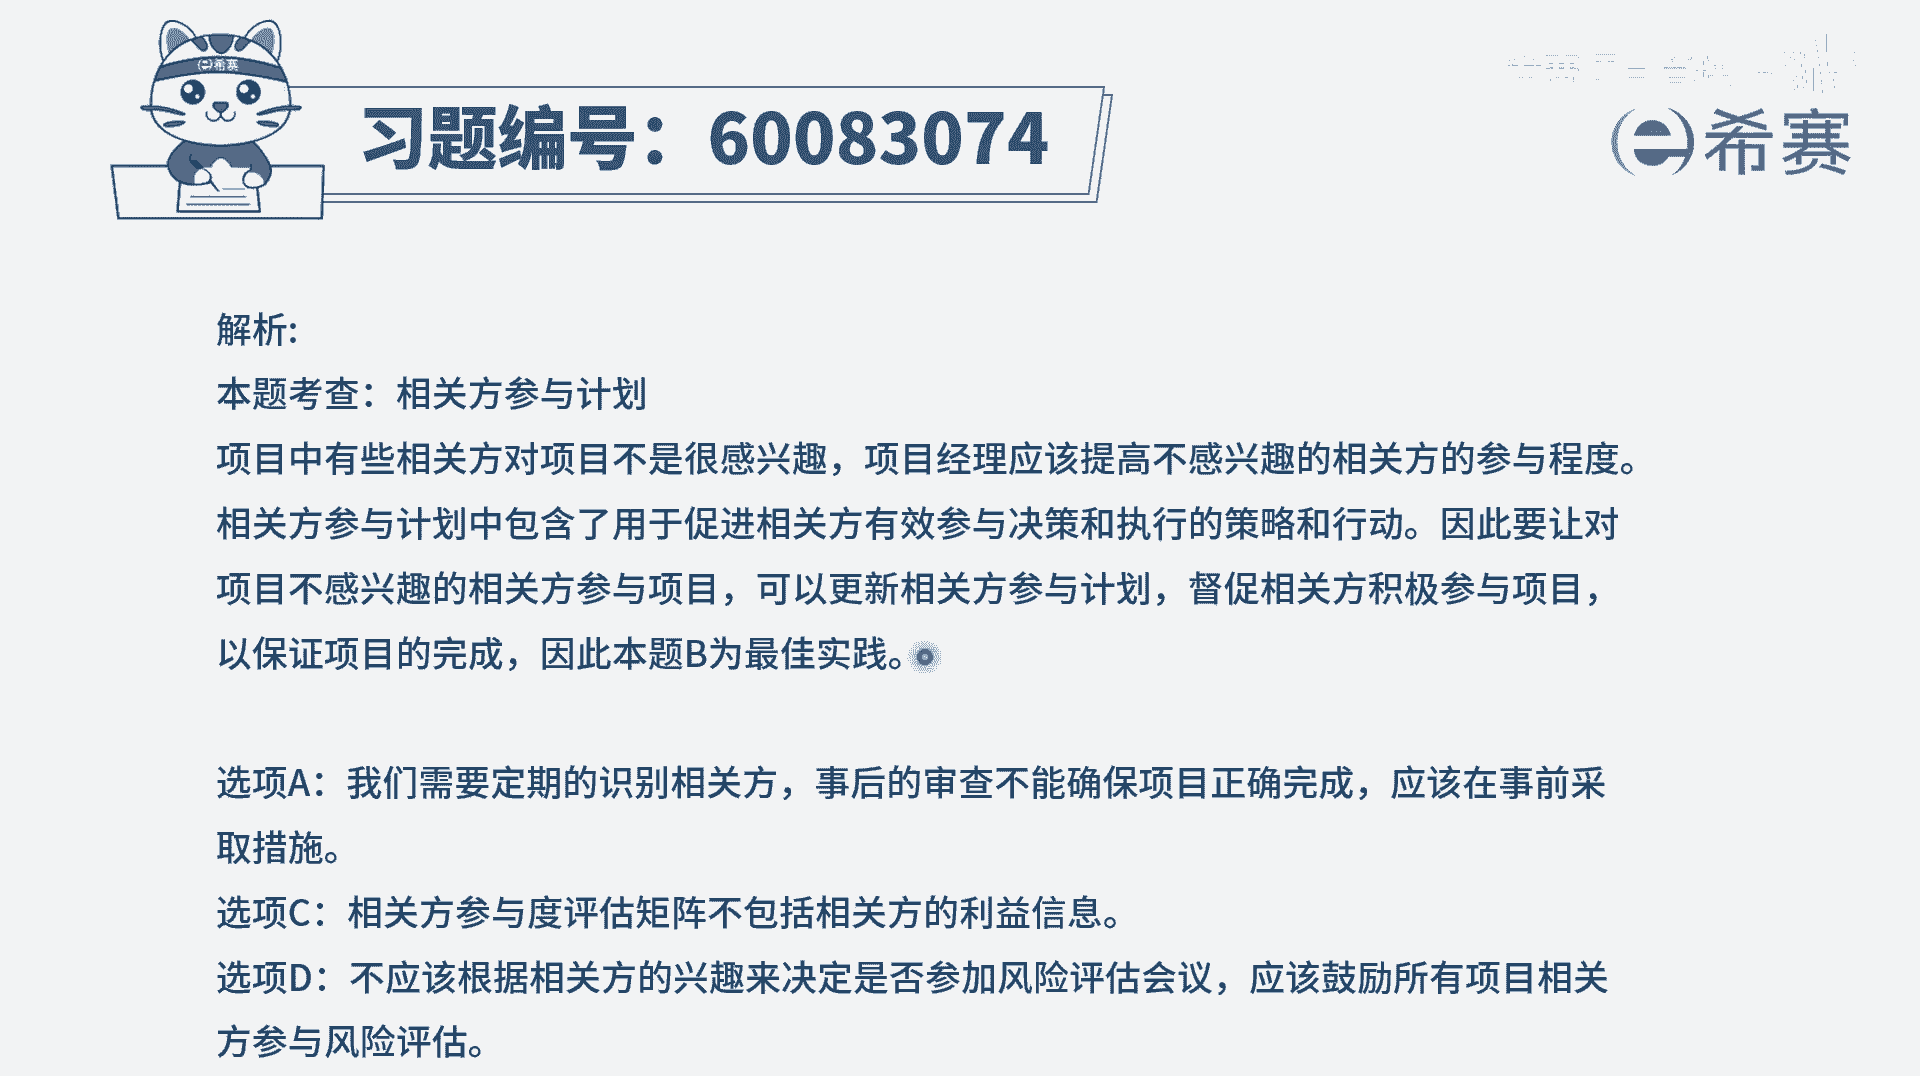 希赛
习题编号：60083074
希赛
解析:
本题考查：相关方参与计划
项目中有些相关方对项目不是很感兴趣，项目经理应该提高不感兴趣的相关方的参与程度。
相关方参与计划中包含了用于促进相关方有效参与决策和执行的策略和行动。因此要让对
项目不感兴趣的相关方参与项目，可以更新相关方参与计划，督促相关方积极参与项目，
以保证项目的完成，因此本题B为最佳实践。
选项A：我们需要定期的识别相关方，事后的审查不能确保项目正确完成，应该在事前采
取措施。
选项C：相关方参与度评估矩阵不包括相关方的利益信息。
选项D：不应该根据相关方的兴趣来决定是否参加风险评估会议，应该鼓励所有项目相关
方参与风险评估。